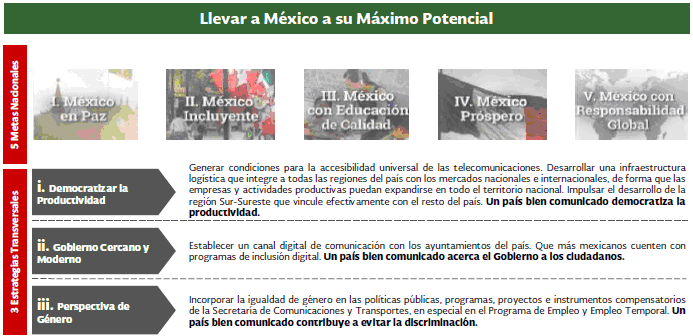 Llevar a México a su Máximo Potencial
5 Metas Nacionales
I. México
en Paz
II. México
Incluyente
III. México
con Educación
de Calidad
IV. México
Próspero
V. México con
Responsabilidad
Global
3 Estrategias Transversales
i. Democratizar la
Productividad
Generar condiciones para la accesibilidad universal de las telecomunicaciones. Desarrollar una infraestructura
logística que integre a todas las regiones del país con los mercados nacionales e internacionales, de forma que las
empresas y actividades productivas puedan expandirse en todo el territorio nacional. Impulsar el desarrollo de la
región Sur-Sureste que vincule efectivamente con el resto del país. Un país bien comunicado democratiza la
productividad.
ii. Gobierno Cercano y
Moderno
Establecer un canal digital de comunicación con los ayuntamientos del país. Que más mexicanos cuenten con
programas de inclusión digital. Un país bien comunicado acerca el Gobierno a los ciudadanos.
iii. Perspectiva de
Género
Incorporar la igualdad de género en las políticas públicas, programas, proyectos e instrumentos compensatorios
de la Secretaría de Comunicaciones y Transportes, en especial en el Programa de Empleo y Empleo Temporal. Un
país bien comunicado contribuye a evitar la discriminación.